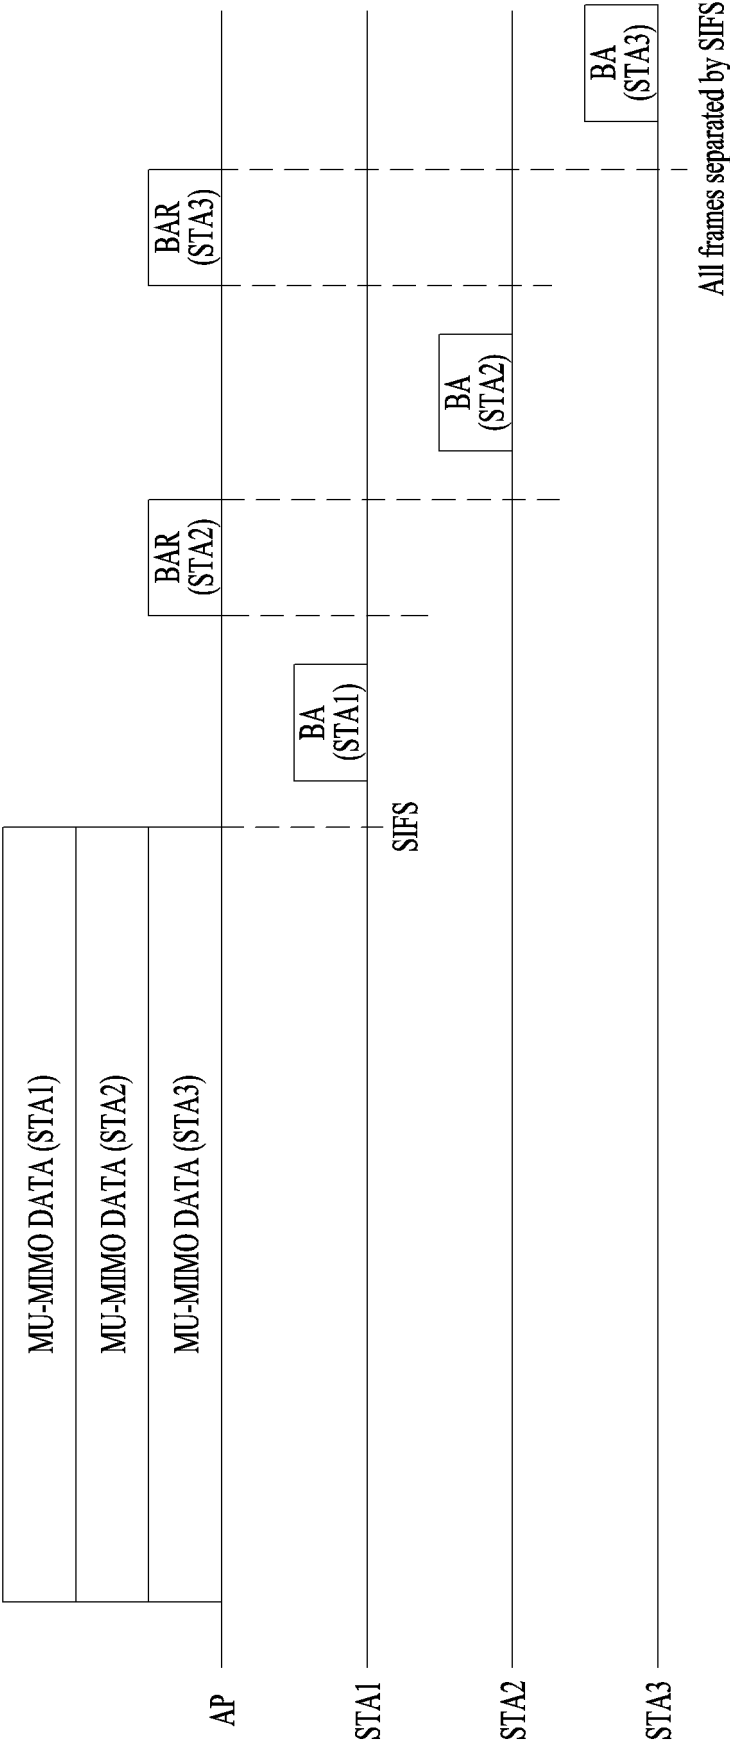 MU-MIMO DATA (STA1)
MU-MIMO DATA (STA2)
MU-MIMO DATA (STA3)
BAR
(STA2)
BAR
(STA3)
AP
BA
(STA1)
STA1
SIFS
BA
(STA2)
STA2
BA
(STA3)
STA3
All frames separated by SIFS